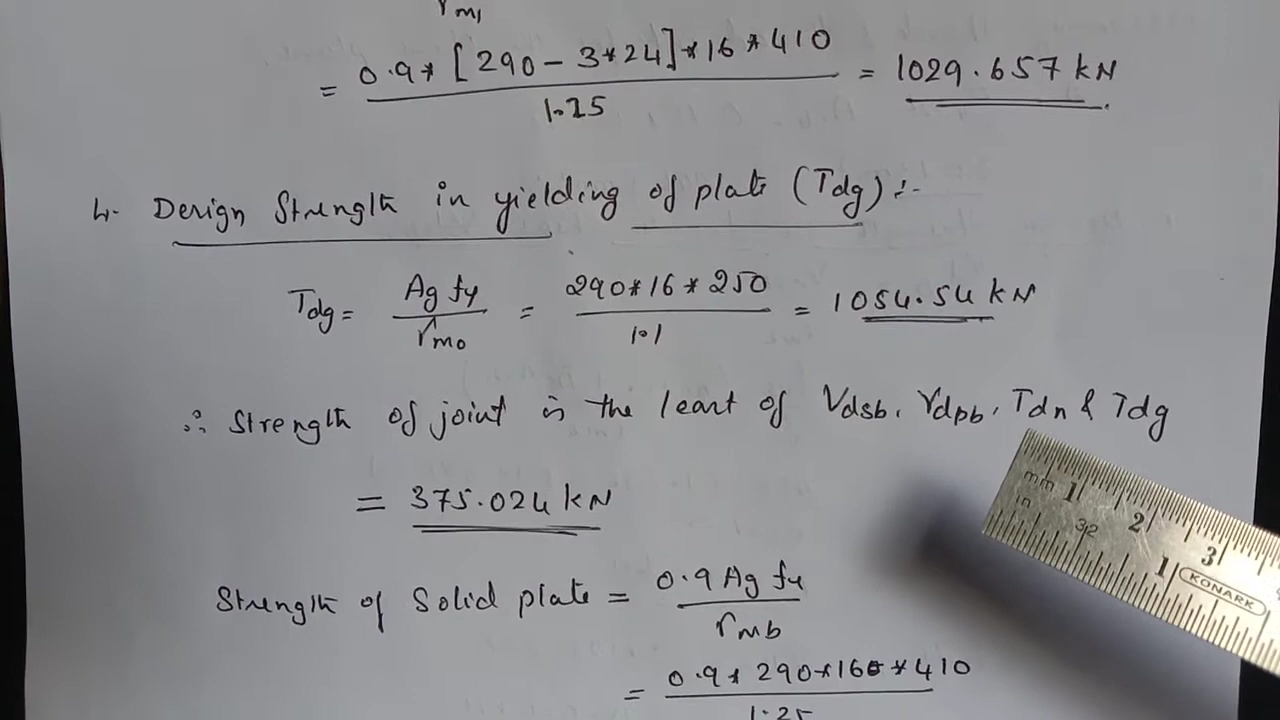 γm1
= 0.9* [290 - 3*24]*16*410 / 1.25 = 1029.657 kN
4. Design Strength in yielding of plate (Tdg) :-
Tdg = Ag fy / γmo = 290*16*250 / 1.1 = 1054.54 kN
∴ Strength of joint is the least of Vdsb, Vdpb, Tdn & Tdg
= 375.024 kN
Strength of Solid plate = 0.9 Ag fu / γmb
= 0.9* 290*16*410 / 1.25
mm 1 2 3
in 32 1 KONARK